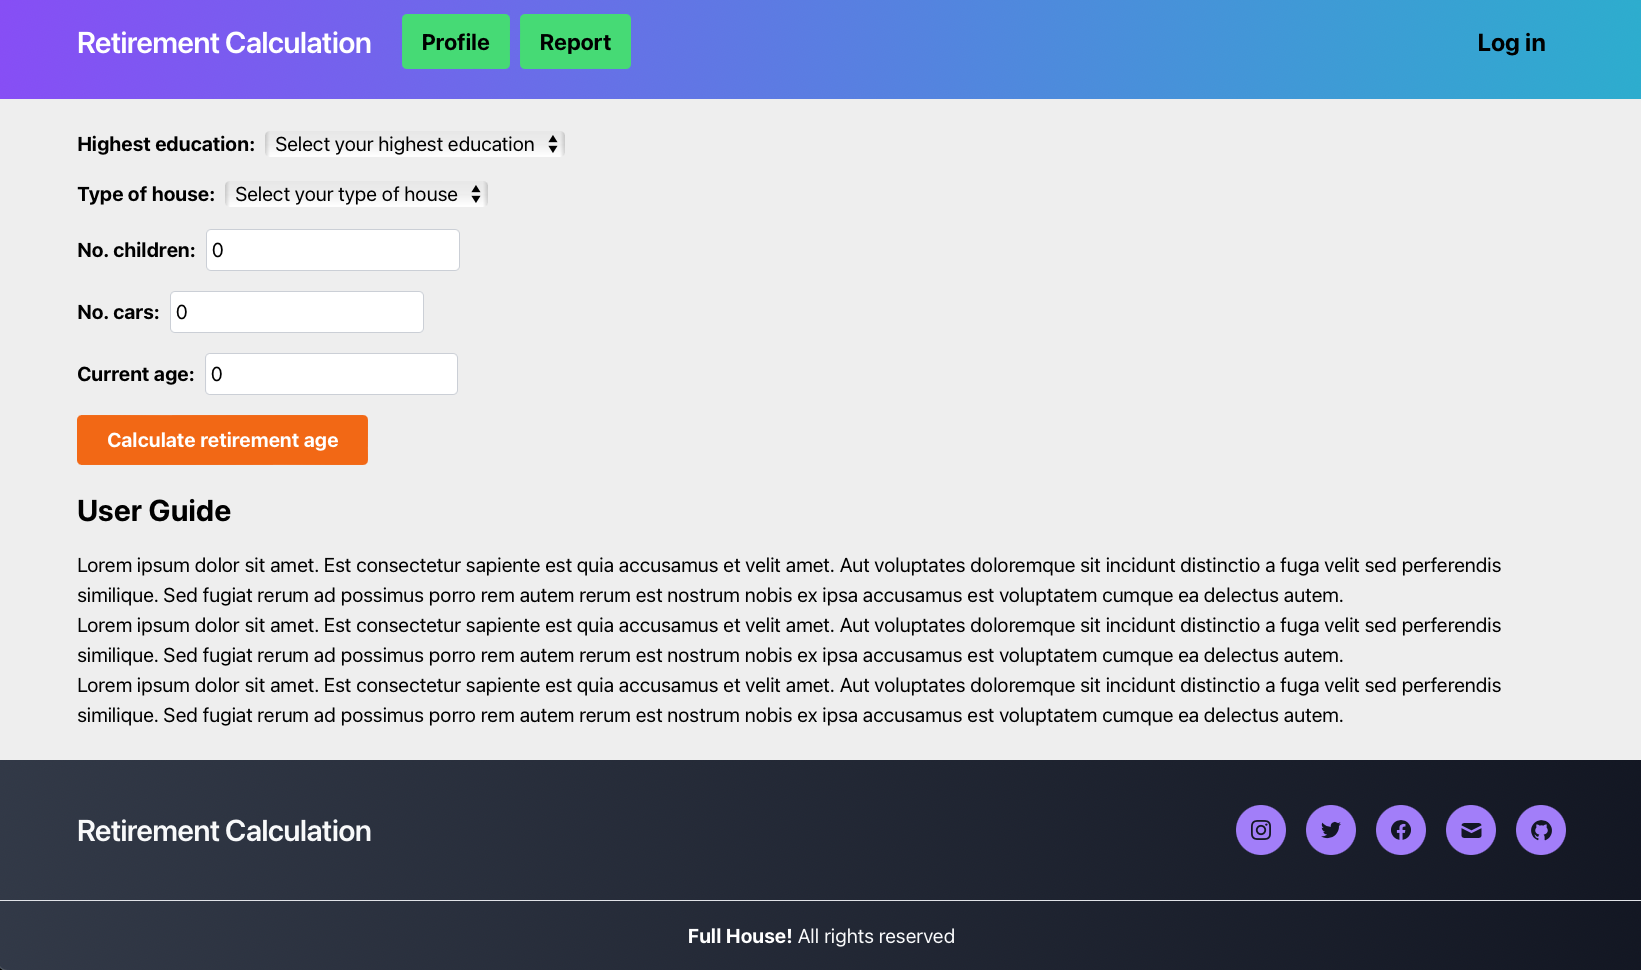 Retirement Calculation Profile Report Log in
Highest education: Select your highest education
Type of house: Select your type of house
No. children: 0
No. cars: 0
Current age: 0
Calculate retirement age
User Guide
Lorem ipsum dolor sit amet. Est consectetur sapiente est quia accusamus et velit amet. Aut voluptates doloremque sit incidunt distinctio a fuga velit sed perferendis
similique. Sed fugiat rerum ad possimus porro rem autem rerum est nostrum nobis ex ipsa accusamus est voluptatem cumque ea delectus autem.
Lorem ipsum dolor sit amet. Est consectetur sapiente est quia accusamus et velit amet. Aut voluptates doloremque sit incidunt distinctio a fuga velit sed perferendis
similique. Sed fugiat rerum ad possimus porro rem autem rerum est nostrum nobis ex ipsa accusamus est voluptatem cumque ea delectus autem.
Lorem ipsum dolor sit amet. Est consectetur sapiente est quia accusamus et velit amet. Aut voluptates doloremque sit incidunt distinctio a fuga velit sed perferendis
similique. Sed fugiat rerum ad possimus porro rem autem rerum est nostrum nobis ex ipsa accusamus est voluptatem cumque ea delectus autem.
Retirement Calculation
Full House! All rights reserved